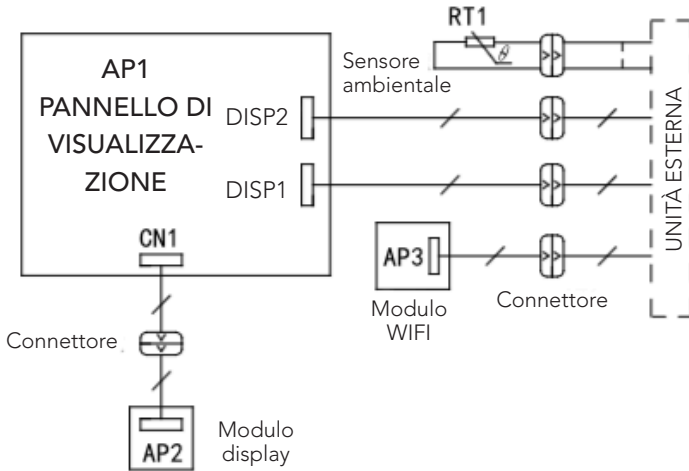 RT1
θ
Sensore
ambientale
AP1
PANNELLO DI
VISUALIZZA-
ZIONE
DISP2
DISP1
CN1
UNITÀ ESTERNA
AP3
Modulo
WIFI
Connettore
Connettore
AP2
Modulo
display